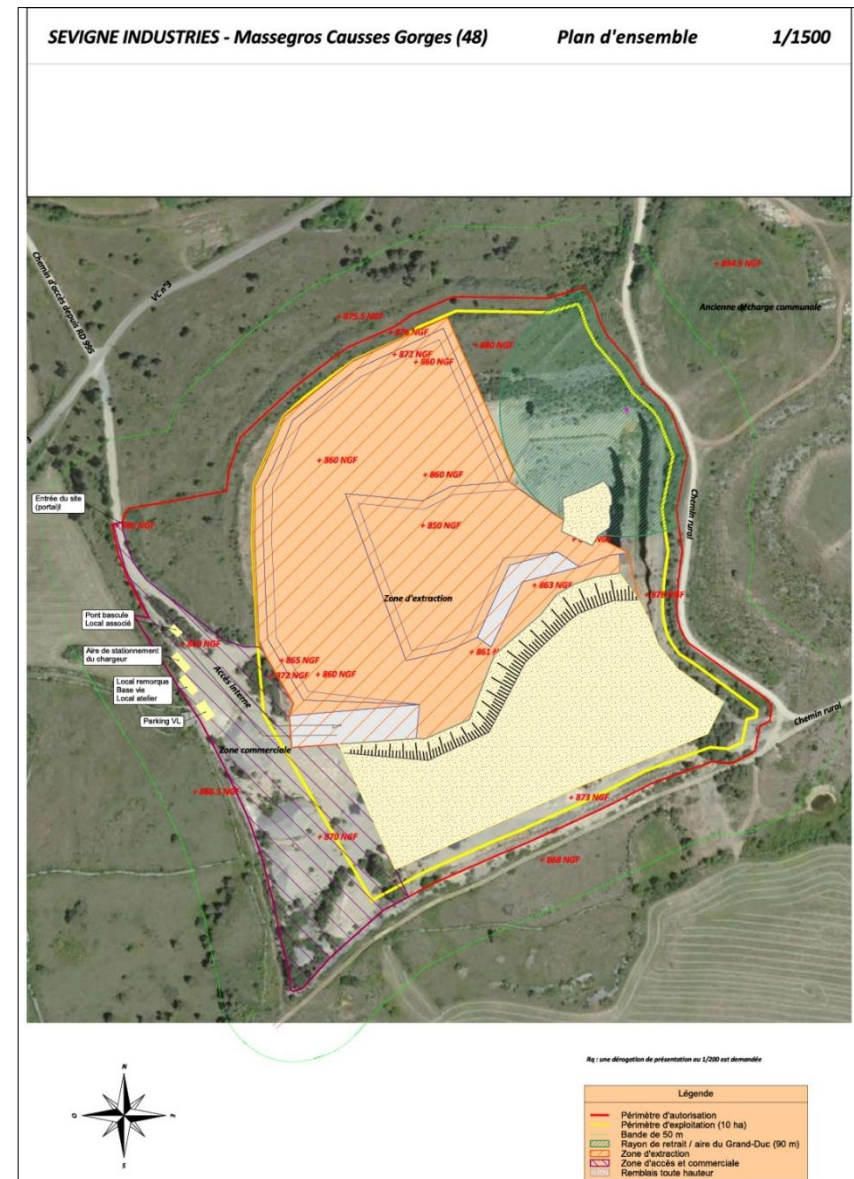 SEVIGNE INDUSTRIES - Massegros Causses Gorges (48) Plan d'ensemble 1/1500
Chemin d'accès depuis RD 995
VC n°3
+ 894.5 NGF
Ancienne décharge communale
+ 875.5 NGF
+ 872 NGF
+ 860 NGF
+ 880 NGF
+ 860 NGF
+ 860 NGF
+ 850 NGF
Entrée du site
(portail)
Chemin rural
Zone d'extraction
+ 863 NGF
+ 878 NGF
Pont bascule
Local associé
Aire de stationnement
du chargeur
Local remorque
Base vie
Local atelier
Parking VL
Accès interne
+ 865 NGF
+ 872 NGF
+ 860 NGF
+ 861
Chemin rural
Zone commerciale
+ 886.5 NGF
+ 873 NGF
+ 870 NGF
+ 868 NGF
Rq : une dérogation de présentation au 1/200 est demandée
N
O
E
S
Légende
Périmètre d'autorisation
Périmètre d'exploitation (10 ha)
Bande de 50 m
Rayon de retrait / aire du Grand-Duc (90 m)
Zone d'extraction
Zone d'accès et commerciale
Remblais toute hauteur